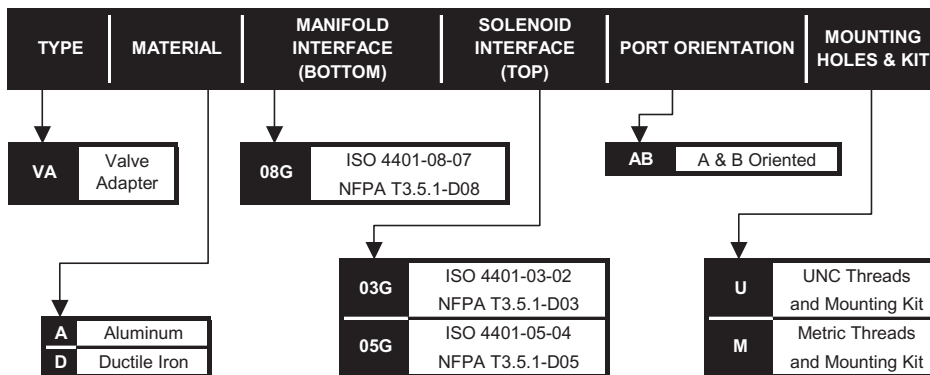 TYPE
MATERIAL
MANIFOLD
INTERFACE
(BOTTOM)
SOLENOID
INTERFACE
(TOP)
PORT ORIENTATION
MOUNTING
HOLES & KIT
VA
Valve
Adapter
08G
ISO 4401-08-07
NFPA T3.5.1-D08
AB
A & B Oriented
A
Aluminum
D
Ductile Iron
03G
ISO 4401-03-02
NFPA T3.5.1-D03
05G
ISO 4401-05-04
NFPA T3.5.1-D05
U
UNC Threads
and Mounting Kit
M
Metric Threads
and Mounting Kit